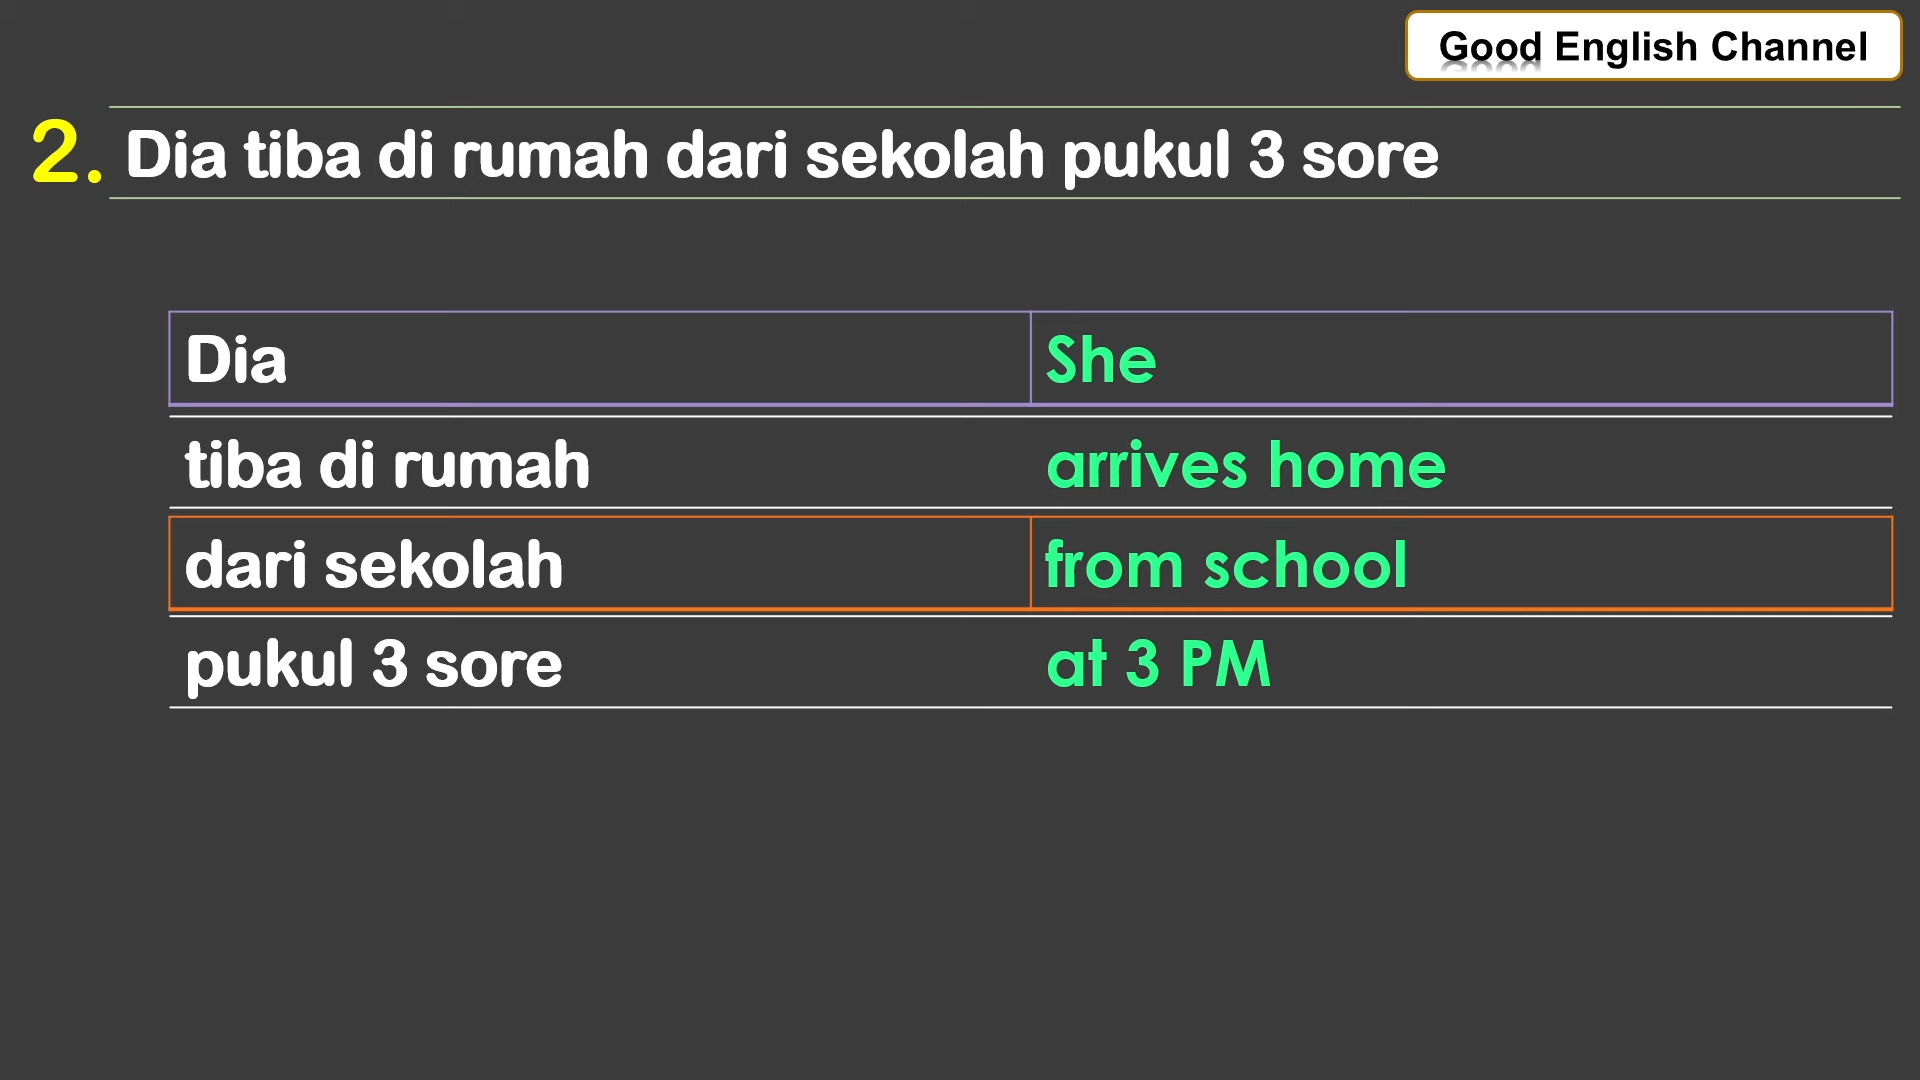 Good English Channel
2. Dia tiba di rumah dari sekolah pukul 3 sore
Dia She
tiba di rumah arrives home
dari sekolah from school
pukul 3 sore at 3 PM